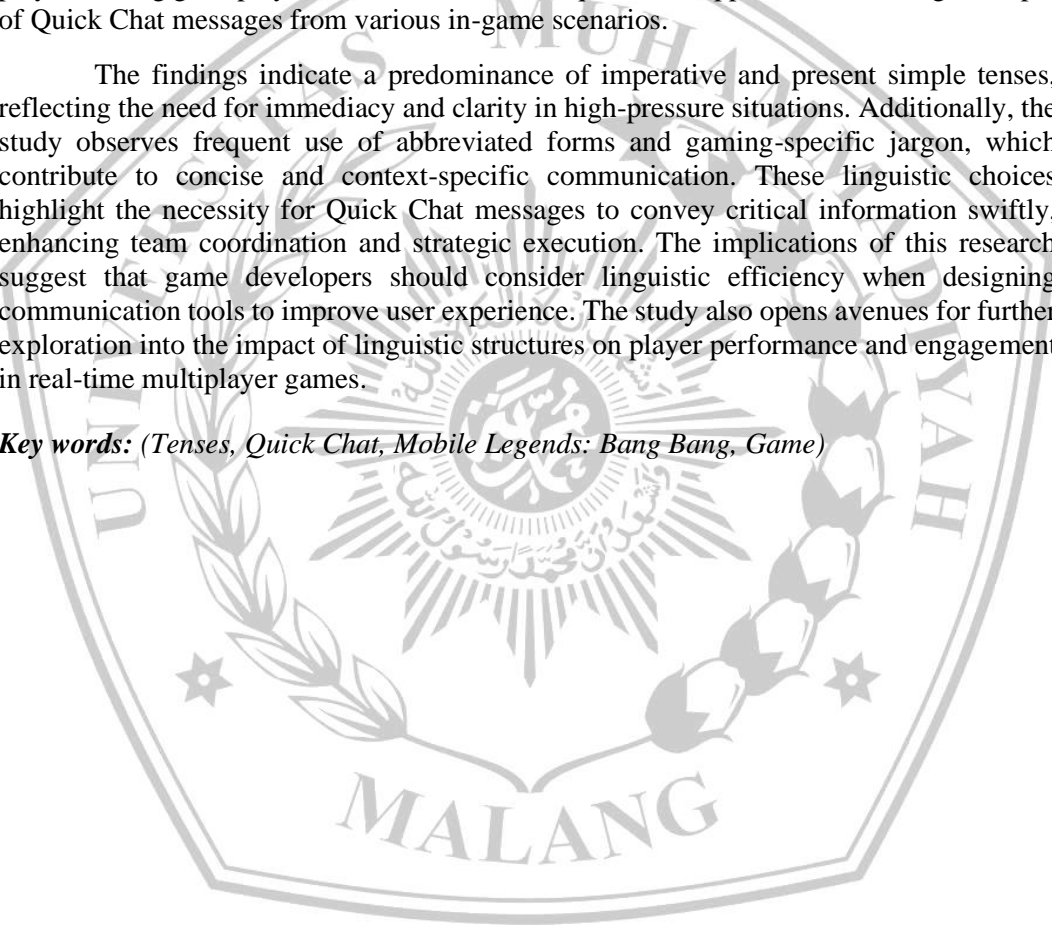 of Quick Chat messages from various in-game scenarios.
The findings indicate a predominance of imperative and present simple tenses,
reflecting the need for immediacy and clarity in high-pressure situations. Additionally, the
study observes frequent use of abbreviated forms and gaming-specific jargon, which
contribute to concise and context-specific communication. These linguistic choices
highlight the necessity for Quick Chat messages to convey critical information swiftly,
enhancing team coordination and strategic execution. The implications of this research
suggest that game developers should consider linguistic efficiency when designing
communication tools to improve user experience. The study also opens avenues for further
exploration into the impact of linguistic structures on player performance and engagement
in real-time multiplayer games.
Key words: (Tenses, Quick Chat, Mobile Legends: Bang Bang, Game)
UNIVERSITAS MUHAMMADIYAH
MALANG